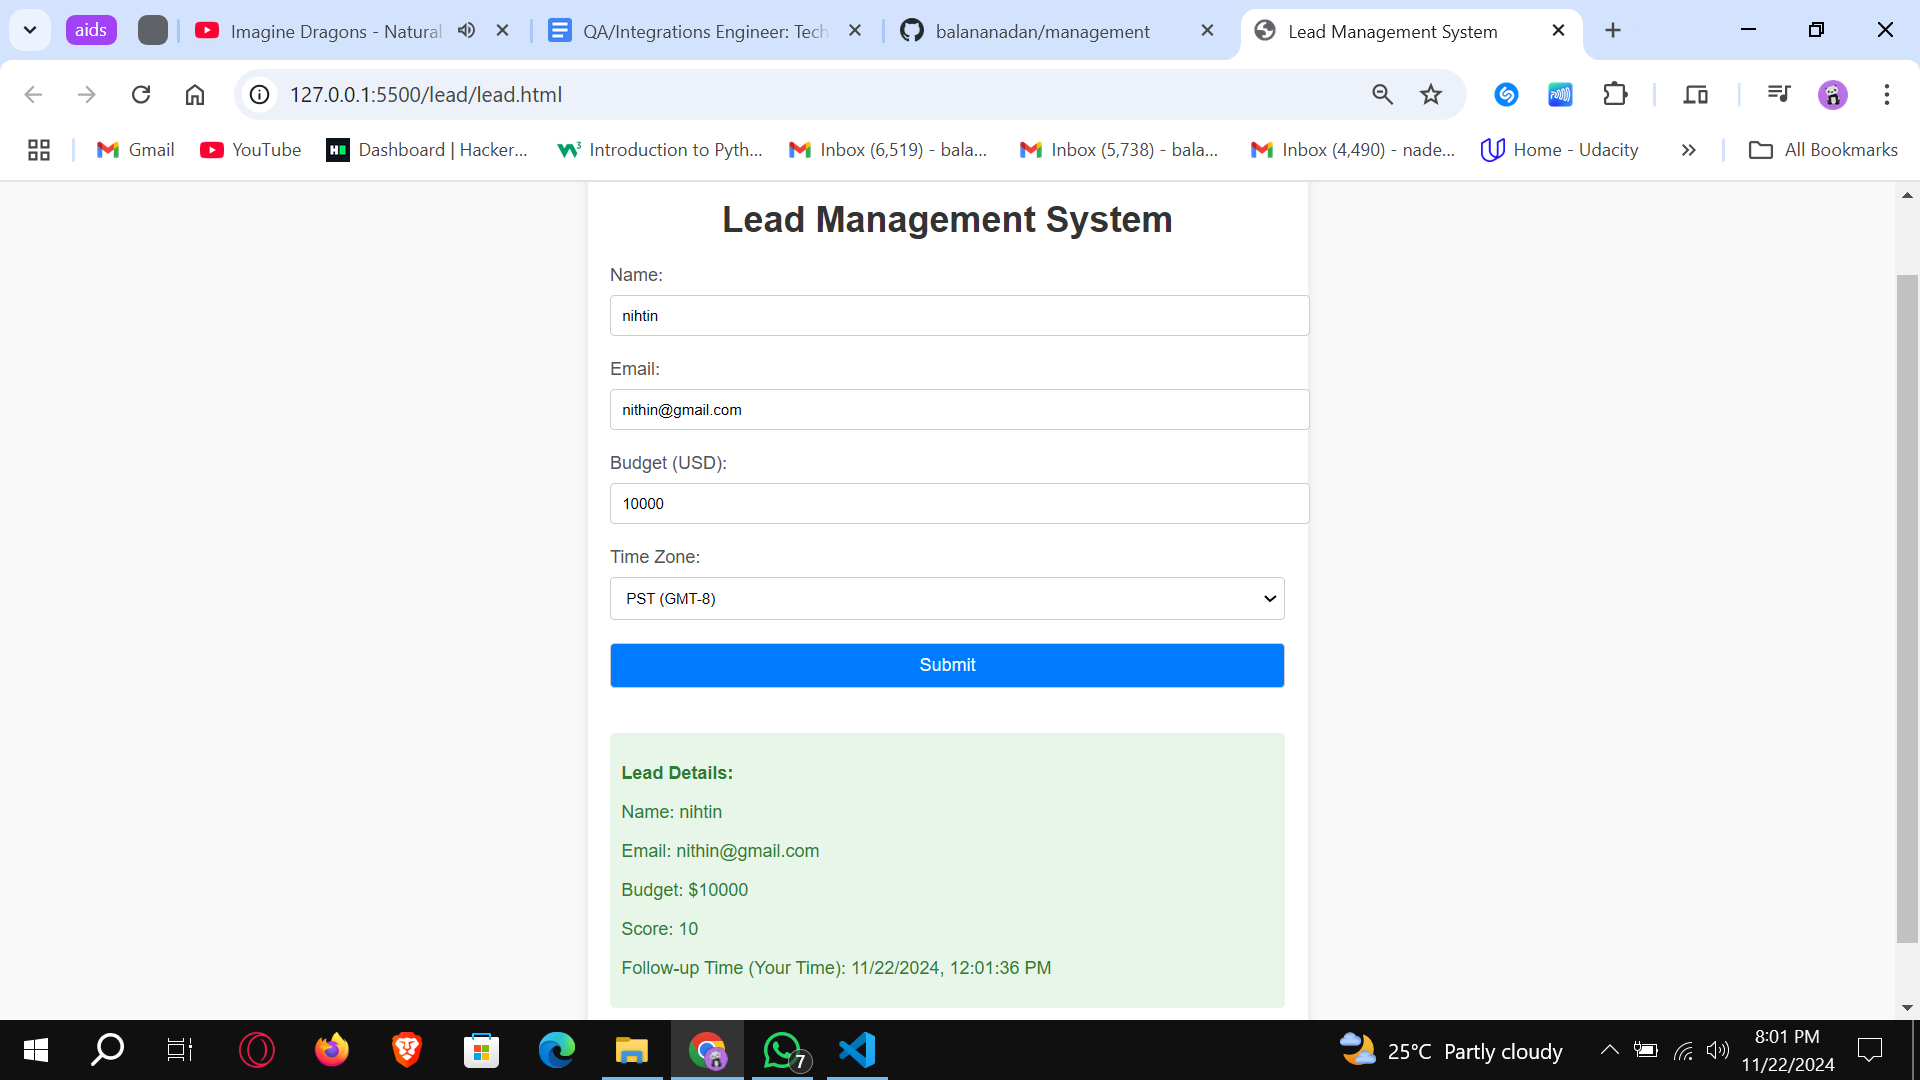 aids
Imagine Dragons - Natural
QA/Integrations Engineer: Tech
balananadan/management
Lead Management System
127.0.0.1:5500/lead/lead.html
Gmail
YouTube
Dashboard | Hacker...
Introduction to Pyth...
Inbox (6,519) - bala...
Inbox (5,738) - bala...
Inbox (4,490) - nade...
Home - Udacity
All Bookmarks
Lead Management System
Name:
nihtin
Email:
nithin@gmail.com
Budget (USD):
10000
Time Zone:
PST (GMT-8)
Submit
Lead Details:
Name: nihtin
Email: nithin@gmail.com
Budget: $10000
Score: 10
Follow-up Time (Your Time): 11/22/2024, 12:01:36 PM
7
25°C Partly cloudy
8:01 PM
11/22/2024